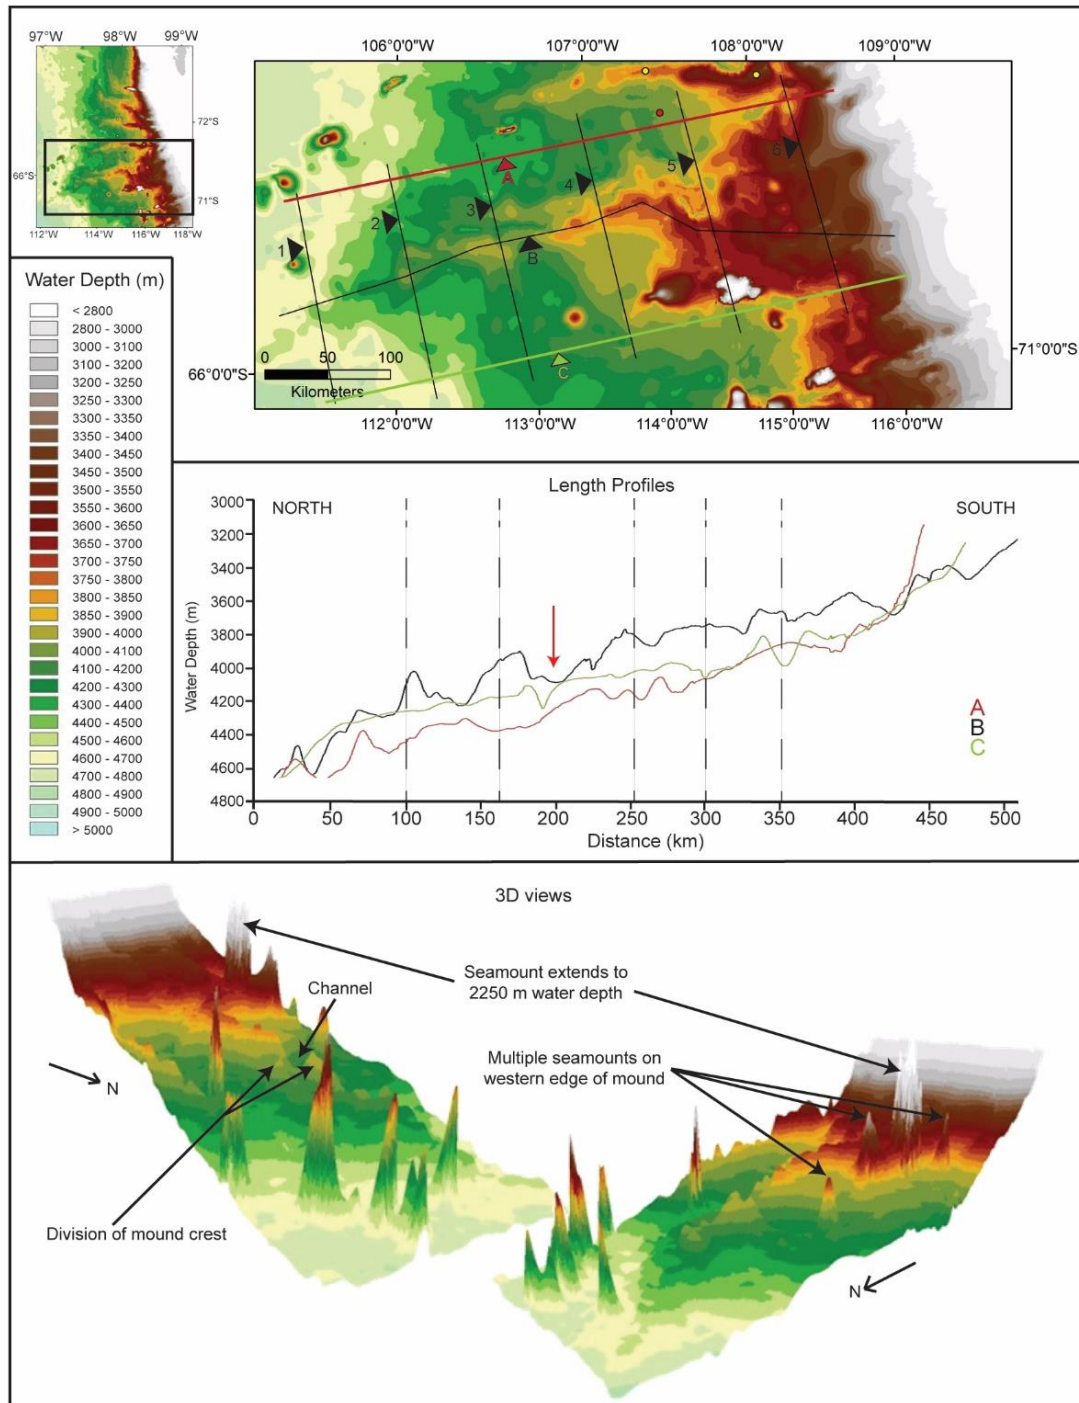 97°W 98°W 99°W
72°S
66°S
71°S
112°W 114°W 116°W 118°W
106°0'0"W 107°0'0"W 108°0'0"W 109°0'0"W
1 2 3 4 5 6
A
B
C
0 50 100
Kilometers
66°0'0"S
71°0'0"S
112°0'0"W 113°0'0"W 114°0'0"W 115°0'0"W 116°0'0"W
Water Depth (m)
< 2800
2800 - 3000
3000 - 3100
3100 - 3200
3200 - 3250
3250 - 3300
3300 - 3350
3350 - 3400
3400 - 3450
3450 - 3500
3500 - 3550
3550 - 3600
3600 - 3650
3650 - 3700
3700 - 3750
3750 - 3800
3800 - 3850
3850 - 3900
3900 - 4000
4000 - 4100
4100 - 4200
4200 - 4300
4300 - 4400
4400 - 4500
4500 - 4600
4600 - 4700
4700 - 4800
4800 - 4900
4900 - 5000
> 5000
Length Profiles
NORTH SOUTH
Water Depth (m)
3000
3200
3400
3600
3800
4000
4200
4400
4600
4800
A
B
C
0 50 100 150 200 250 300 350 400 450 500
Distance (km)
3D views
Seamount extends to
2250 m water depth
Channel
Multiple seamounts on
western edge of mound
N
Division of mound crest
N